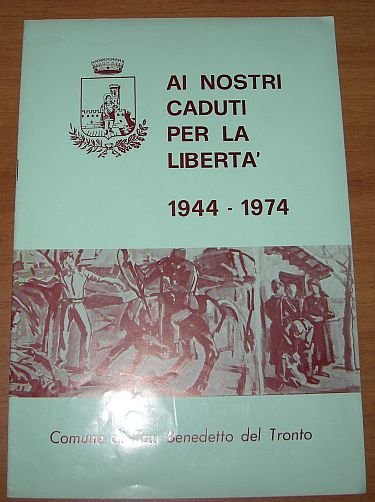 AI NOSTRI
CADUTI
PER LA
LIBERTA'
1944 - 1974
Comune di San Benedetto del Tronto